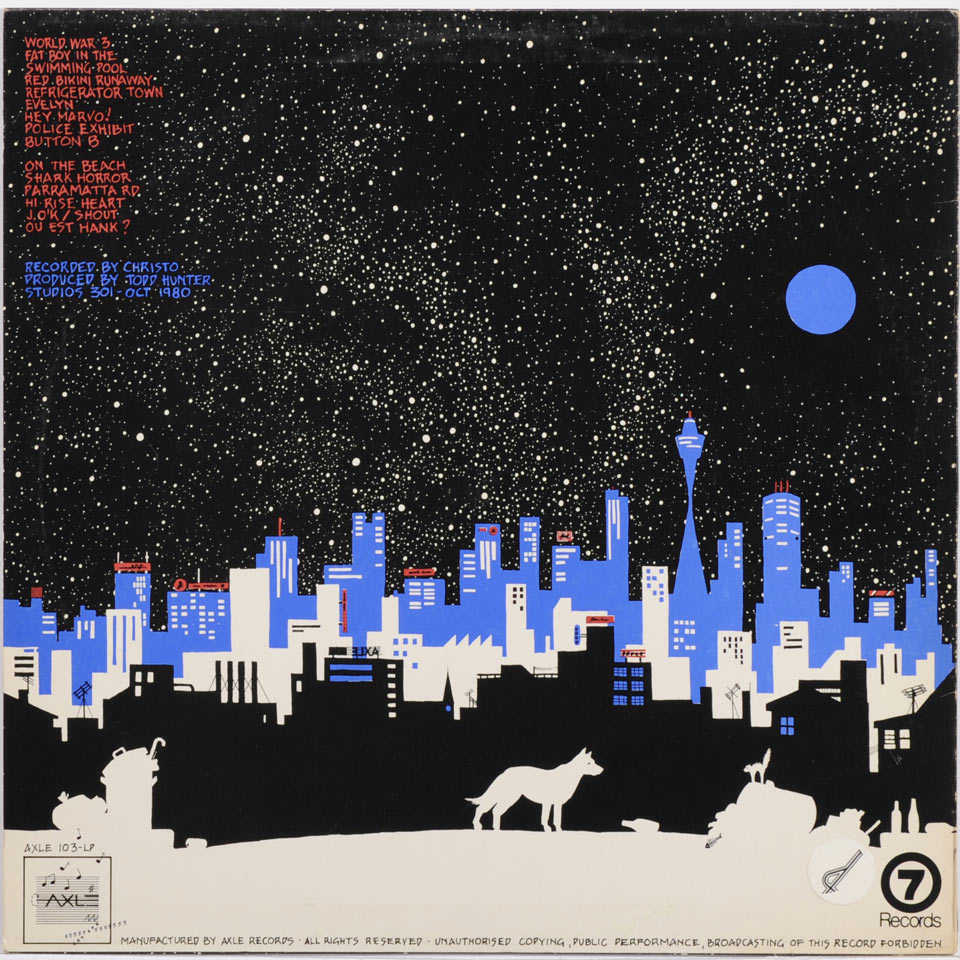 WORLD WAR 3.
FAT BOY IN THE
SWIMMING POOL
RED BIKINI RUNAWAY
REFRIGERATOR TOWN
EVELYN
HEY MARVO!
POLICE EXHIBIT
BUTTON B
ON THE BEACH
SHARK HORROR
PARRAMATTA RD.
HI·RISE HEART
J.O'K / SHOUT
OU EST HANK?
RECORDED BY CHRISTO
PRODUCED BY TODD HUNTER
STUDIOS 301 - OCT 1980
AXLE
AXLE 103-LP
AXLE
7
Records
MANUFACTURED BY AXLE RECORDS · ALL RIGHTS RESERVED · UNAUTHORISED COPYING, PUBLIC PERFORMANCE, BROADCASTING OF THIS RECORD FORBIDDEN